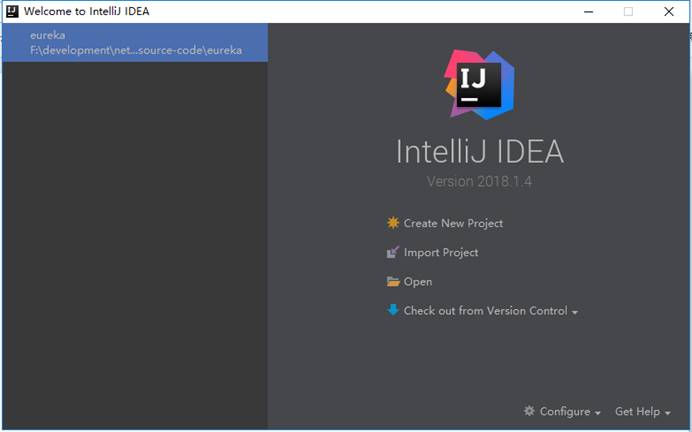 Welcome to IntelliJ IDEA
eureka
F:\development\net...source-code\eureka
IJ
IntelliJ IDEA
Version 2018.1.4
Create New Project
Import Project
Open
Check out from Version Control
Configure
Get Help